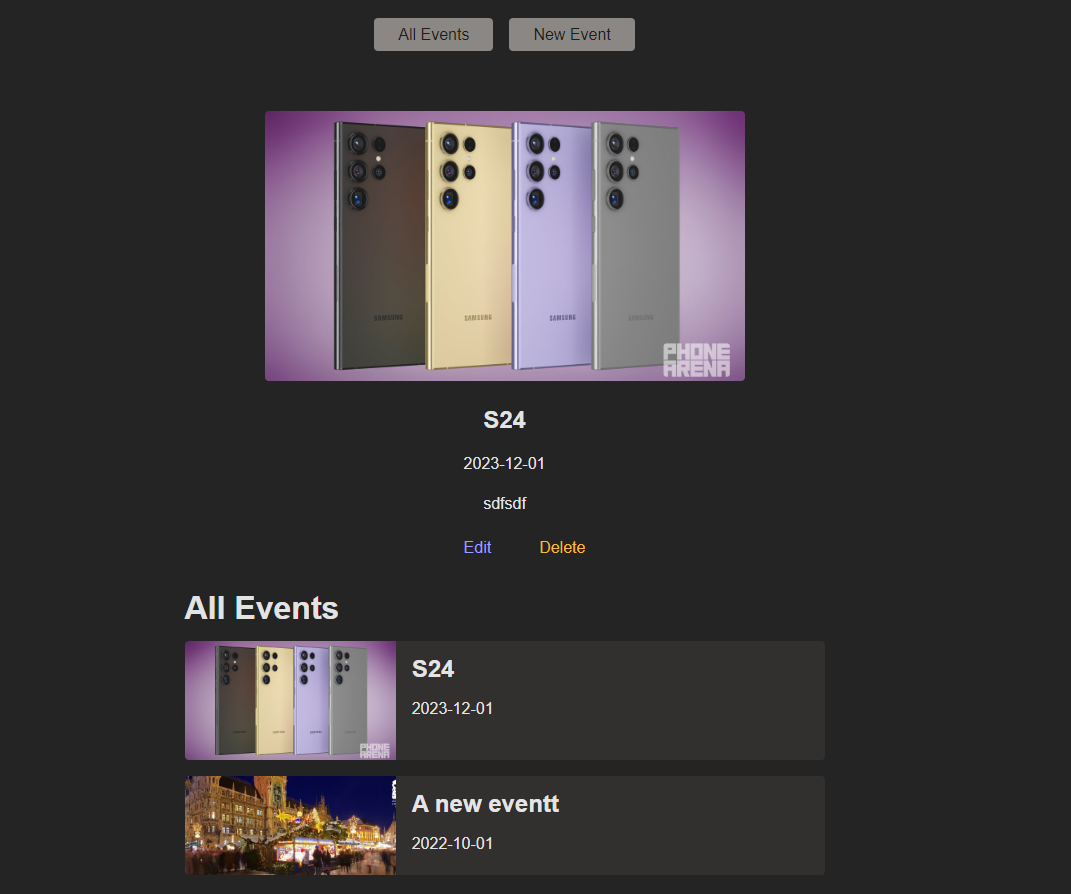 All Events
New Event
SAMSUNG
SAMSUNG
SAMSUNG
SAMSUNG
PHONE
ARENA
S24
2023-12-01
sdfsdf
Edit
Delete
All Events
S24
2023-12-01
PHONE
ARENA
A new eventt
2022-10-01